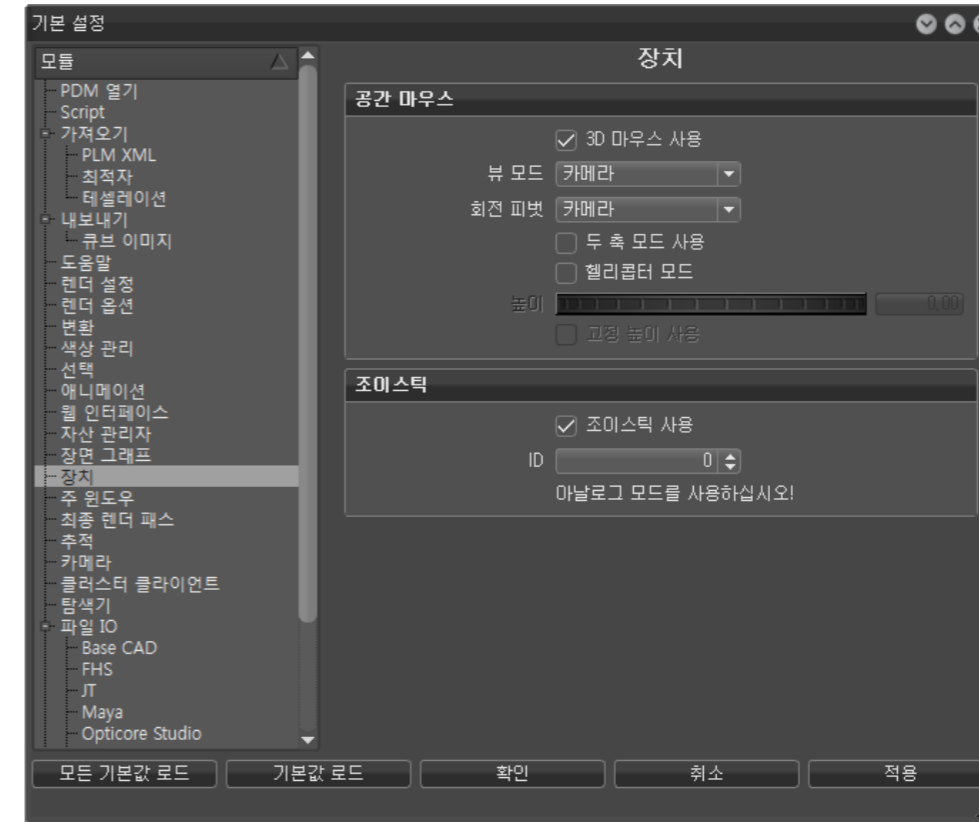 기본 설정
모듈
PDM 열기
Script
가져오기
PLM XML
최적자
테셀레이션
내보내기
큐브 이미지
도움말
렌더 설정
렌더 옵션
변환
색상 관리
선택
애니메이션
웹 인터페이스
자산 관리자
장면 그래프
장치
주 윈도우
최종 렌더 패스
추적
카메라
클러스터 클라이언트
탐색기
파일 IO
Base CAD
FHS
JT
Maya
Opticore Studio
장치
공간 마우스
3D 마우스 사용
뷰 모드 카메라
회전 피벗 카메라
두 축 모드 사용
헬리콥터 모드
높이 0,00
고정 높이 사용
조이스틱
조이스틱 사용
ID 0
아날로그 모드를 사용하십시오!
모든 기본값 로드 기본값 로드 확인 취소 적용